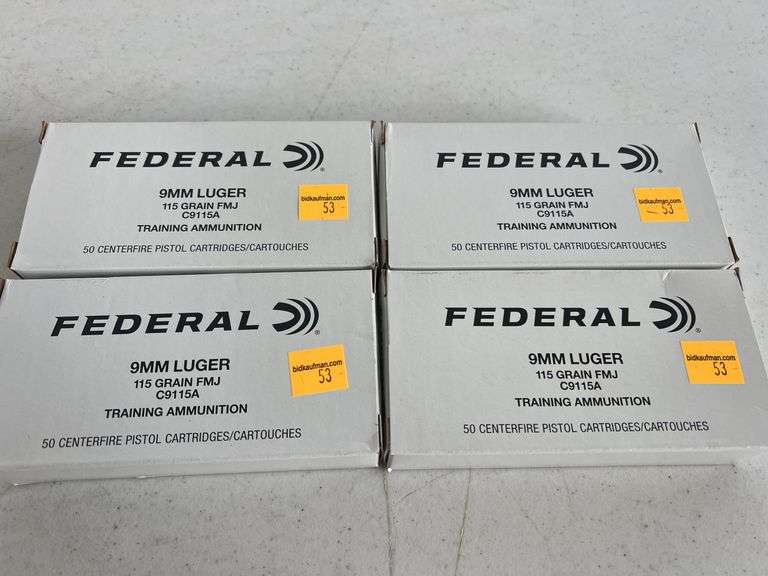 FEDERAL ®
9MM LUGER
115 GRAIN FMJ
C9115A
TRAINING AMMUNITION
50 CENTERFIRE PISTOL CARTRIDGES/CARTOUCHES
bidkaufman.com
53
FEDERAL ®
9MM LUGER
115 GRAIN FMJ
C9115A
TRAINING AMMUNITION
50 CENTERFIRE PISTOL CARTRIDGES/CARTOUCHES
bidkaufman.com
53
FEDERAL ®
9MM LUGER
115 GRAIN FMJ
C9115A
TRAINING AMMUNITION
50 CENTERFIRE PISTOL CARTRIDGES/CARTOUCHES
bidkaufman.com
53
FEDERAL ®
9MM LUGER
115 GRAIN FMJ
C9115A
TRAINING AMMUNITION
50 CENTERFIRE PISTOL CARTRIDGES/CARTOUCHES
bidkaufman.com
53